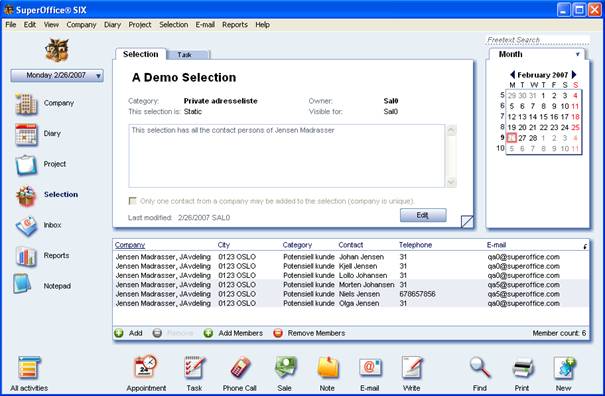 SuperOffice® SIX
File Edit View Company Diary Project Selection E-mail Reports Help
Freetext Search
Selection Task
Month
Monday 2/26/2007
A Demo Selection
February 2007
M T W T F S S
5 29 30 31 1 2 3 4
6 5 6 7 8 9 10 11
7 12 13 14 15 16 17 18
8 19 20 21 22 23 24 25
9 26 27 28 1 2 3 4
10 5 6 7 8 9 10 11
Company
Category: Private adresseliste Owner: Sal0
This selection is: Static Visible for: Sal0
This selection has all the contact persons of Jensen Madrasser
Diary
Project
Selection
Only one contact from a company may be added to the selection (company is unique).
Last modified: 2/26/2007 SAL0 Edit
Inbox
Reports
Notepad
Company City Category Contact Telephone E-mail
Jensen Madrasser, JAvdeling 0123 OSLO Potensiell kunde Johan Jensen 31 qa0@superoffice.com
Jensen Madrasser, JAvdeling 0123 OSLO Potensiell kunde Kjell Jensen 31 qa0@superoffice.com
Jensen Madrasser, JAvdeling 0123 OSLO Potensiell kunde Lollo Johansen 31 qa0@superoffice.com
Jensen Madrasser, JAvdeling 0123 OSLO Potensiell kunde Morten Johansen 31 qa5@superoffice.com
Jensen Madrasser, JAvdeling 0123 OSLO Potensiell kunde Niels Jensen 678657856 qa5@superoffice.com
Jensen Madrasser, JAvdeling 0123 OSLO Potensiell kunde Olga Jensen 31 qa0@superoffice.com
Add Remove Add Members Remove Members Member count: 6
All activities Appointment Task Phone Call Sale Note E-mail Write Find Print New